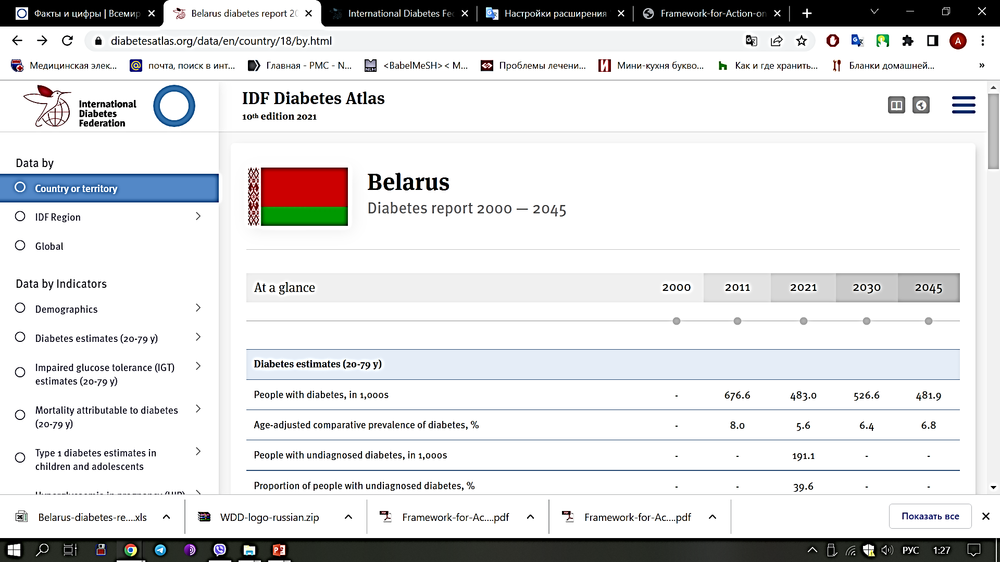 Факты и цифры | Всемир
Belarus diabetes report 20
International Diabetes Fe
Настройки расширения
Framework-for-Action-on
diabetesatlas.org/data/en/country/18/by.html
A
Медицинская элек...
почта, поиск в инт...
Главная - PMC - N...
NLM
<BabelMeSH> < M...
Проблемы лечени...
Мини-кухня букво...
Как и где хранить...
Бланки домашней...
»
International
Diabetes
Federation
IDF Diabetes Atlas
10th edition 2021
Data by
Country or territory
IDF Region
Global
Data by Indicators
Demographics
Diabetes estimates (20-79 y)
Impaired glucose tolerance (IGT)
estimates (20-79 y)
Mortality attributable to diabetes
(20-79 y)
Type 1 diabetes estimates in
children and adolescents
Hyperglycaemia in pregnancy (HIP)
Belarus
Diabetes report 2000 — 2045
At a glance 2000 2011 2021 2030 2045
Diabetes estimates (20-79 y)
People with diabetes, in 1,000s - 676.6 483.0 526.6 481.9
Age-adjusted comparative prevalence of diabetes, % - 8.0 5.6 6.4 6.8
People with undiagnosed diabetes, in 1,000s - - 191.1 - -
Proportion of people with undiagnosed diabetes, % - - 39.6 - -
Belarus-diabetes-re....xls
WDD-logo-russian.zip
Framework-for-Ac....pdf
Framework-for-Ac....pdf
Показать все
РУС
1:27